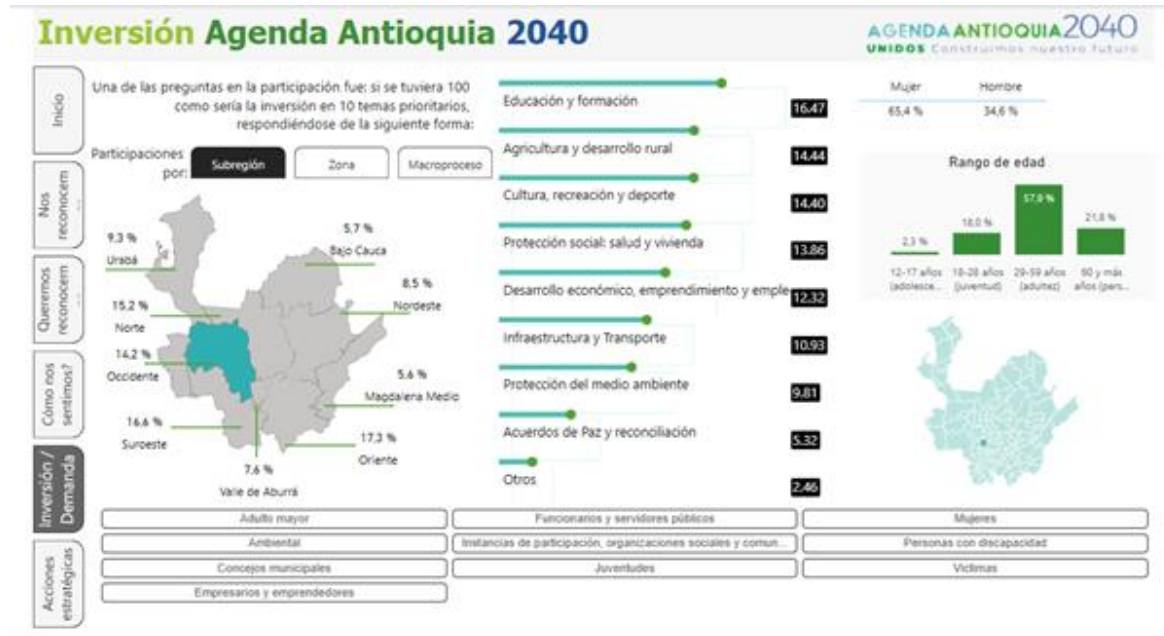 Inversión Agenda Antioquia 2040
AGENDA ANTIOQUIA 2040
UNIDOS Construimos nuestro futuro
Inicio
Nos reconocem
Queremos reconocem
Cómo nos sentimos?
Inversión / Demanda
Acciones estratégicas
Una de las preguntas en la participación fue: si se tuviera 100
como sería la inversión en 10 temas prioritarios,
respondiéndose de la siguiente forma:
Participaciones por:
Subregión
Zona
Macroproceso
9,3 %
Urabá
5,7 %
Bajo Cauca
8,5 %
Nordeste
15,2 %
Norte
14,2 %
Occidente
5,6 %
Magdalena Medio
16,6 %
Suroeste
17,3 %
Oriente
7,6 %
Valle de Aburrá
Educación y formación
16.47
Agricultura y desarrollo rural
14.44
Cultura, recreación y deporte
14.40
Protección social: salud y vivienda
13.86
Desarrollo económico, emprendimiento y emple
12.32
Infraestructura y Transporte
10.93
Protección del medio ambiente
9.81
Acuerdos de Paz y reconciliación
5.32
Otros
2.46
Mujer Hombre
65,4 % 34,6 %
Rango de edad
2,3 %
18,0 %
57,9 %
21,8 %
12-17 años (adolesce...
18-28 años (juventud)
29-59 años (adultez)
60 y más años (pers...
Adulto mayor
Funcionarios y servidores públicos
Mujeres
Ambiental
Instancias de participación, organizaciones sociales y comun...
Personas con discapacidad
Concejos municipales
Juventudes
Victimas
Empresarios y emprendedores